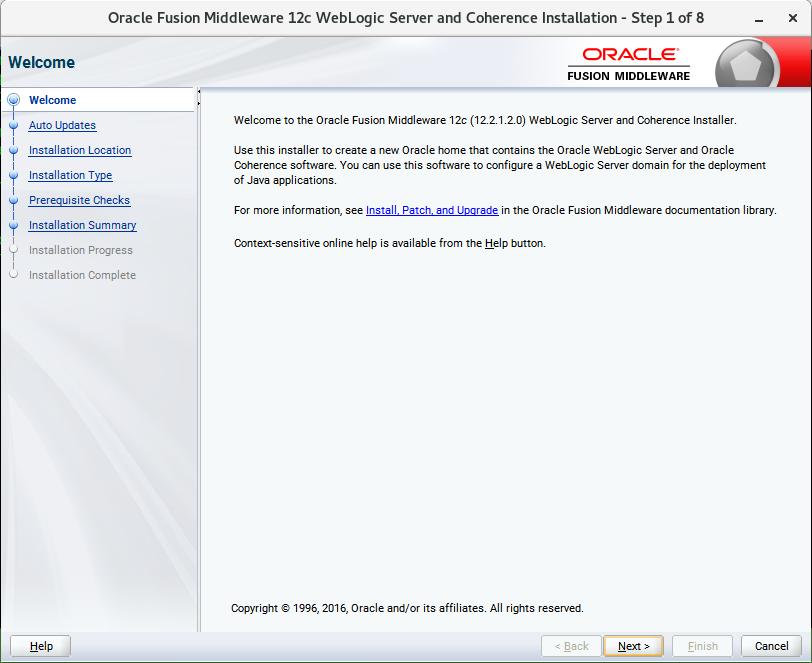 Oracle Fusion Middleware 12c WebLogic Server and Coherence Installation - Step 1 of 8
Welcome
ORACLE®
FUSION MIDDLEWARE
Welcome
Auto Updates
Installation Location
Installation Type
Prerequisite Checks
Installation Summary
Installation Progress
Installation Complete
Welcome to the Oracle Fusion Middleware 12c (12.2.1.2.0) WebLogic Server and Coherence Installer.
Use this installer to create a new Oracle home that contains the Oracle WebLogic Server and Oracle
Coherence software. You can use this software to configure a WebLogic Server domain for the deployment
of Java applications.
For more information, see Install, Patch, and Upgrade in the Oracle Fusion Middleware documentation library.
Context-sensitive online help is available from the Help button.
Copyright © 1996, 2016, Oracle and/or its affiliates. All rights reserved.
Help
< Back
Next >
Finish
Cancel